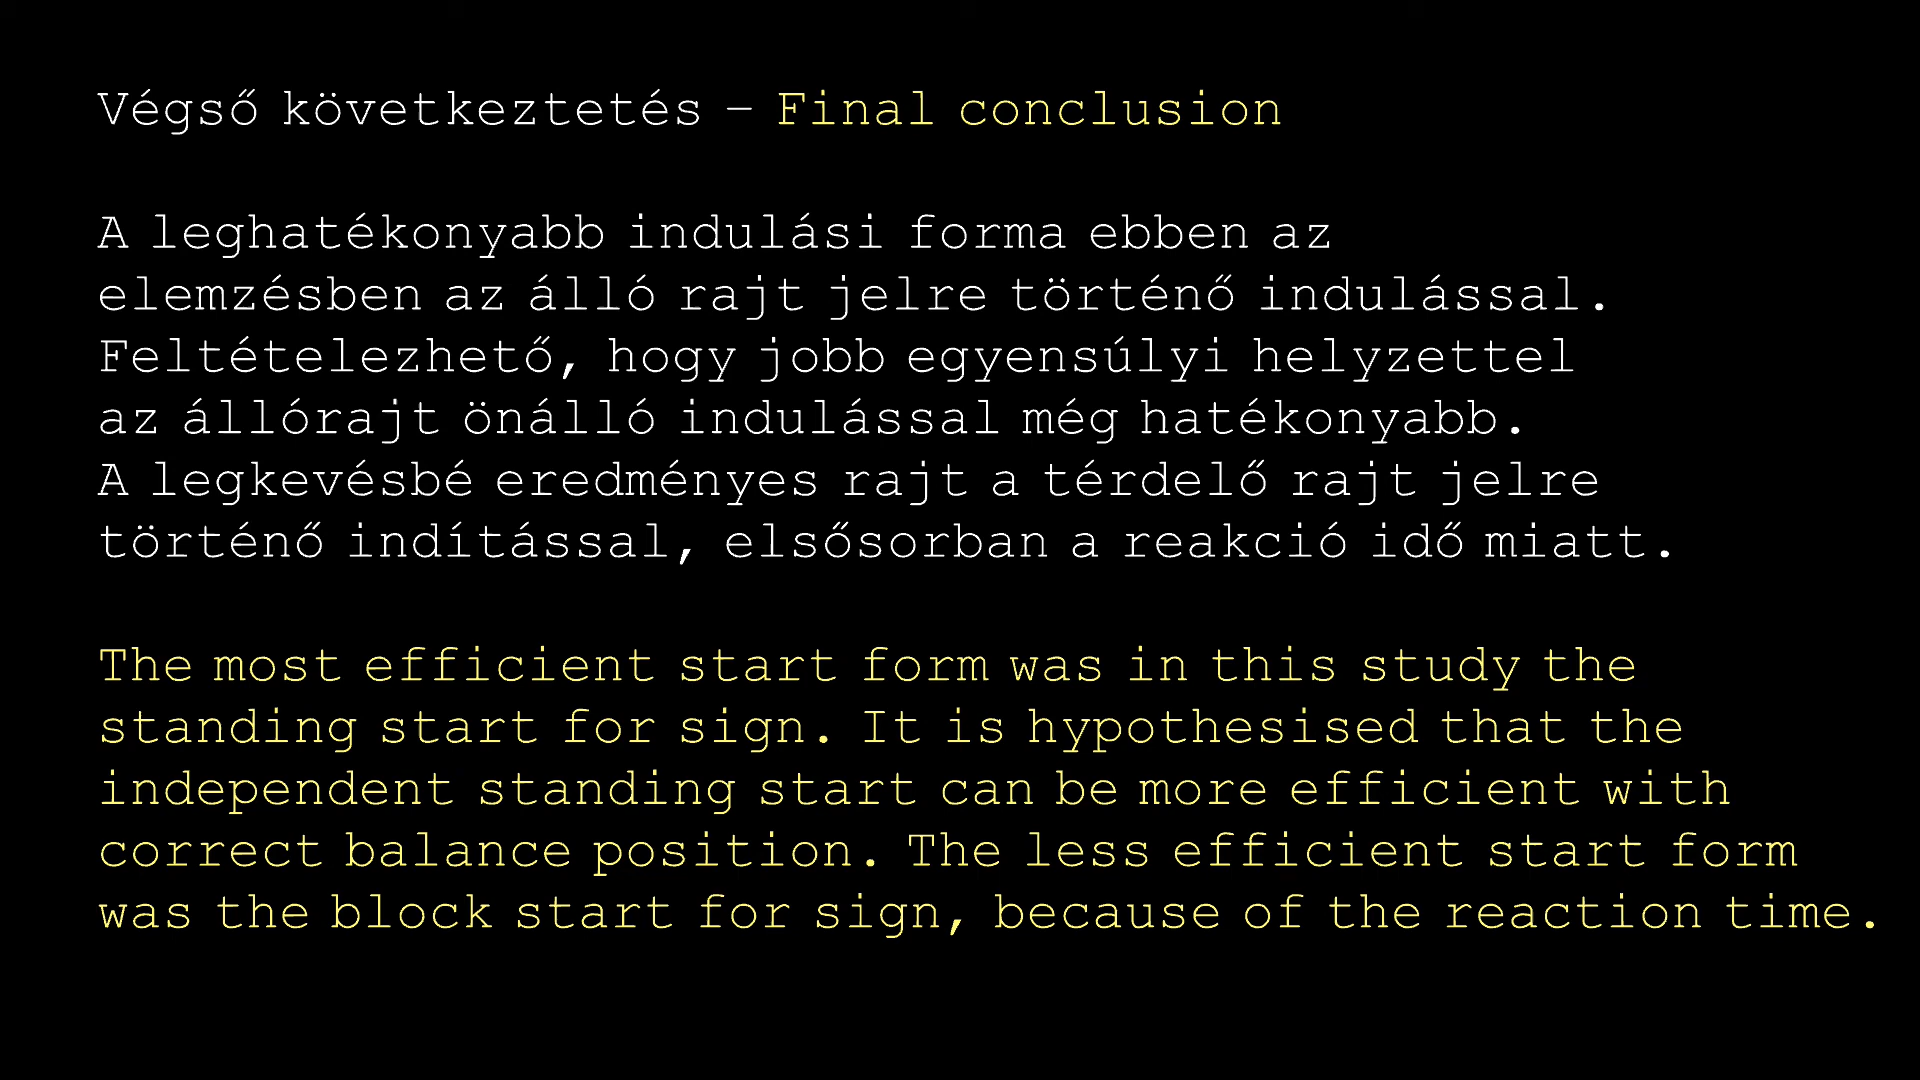 Végső következtetés – Final conclusion
A leghatékonyabb indulási forma ebben az
elemzésben az álló rajt jelre történő indulással.
Feltételezhető, hogy jobb egyensúlyi helyzettel
az állórajt önálló indulással még hatékonyabb.
A legkevésbé eredményes rajt a térdelő rajt jelre
történő indítással, elsősorban a reakció idő miatt.
The most efficient start form was in this study the
standing start for sign. It is hypothesised that the
independent standing start can be more efficient with
correct balance position. The less efficient start form
was the block start for sign, because of the reaction time.